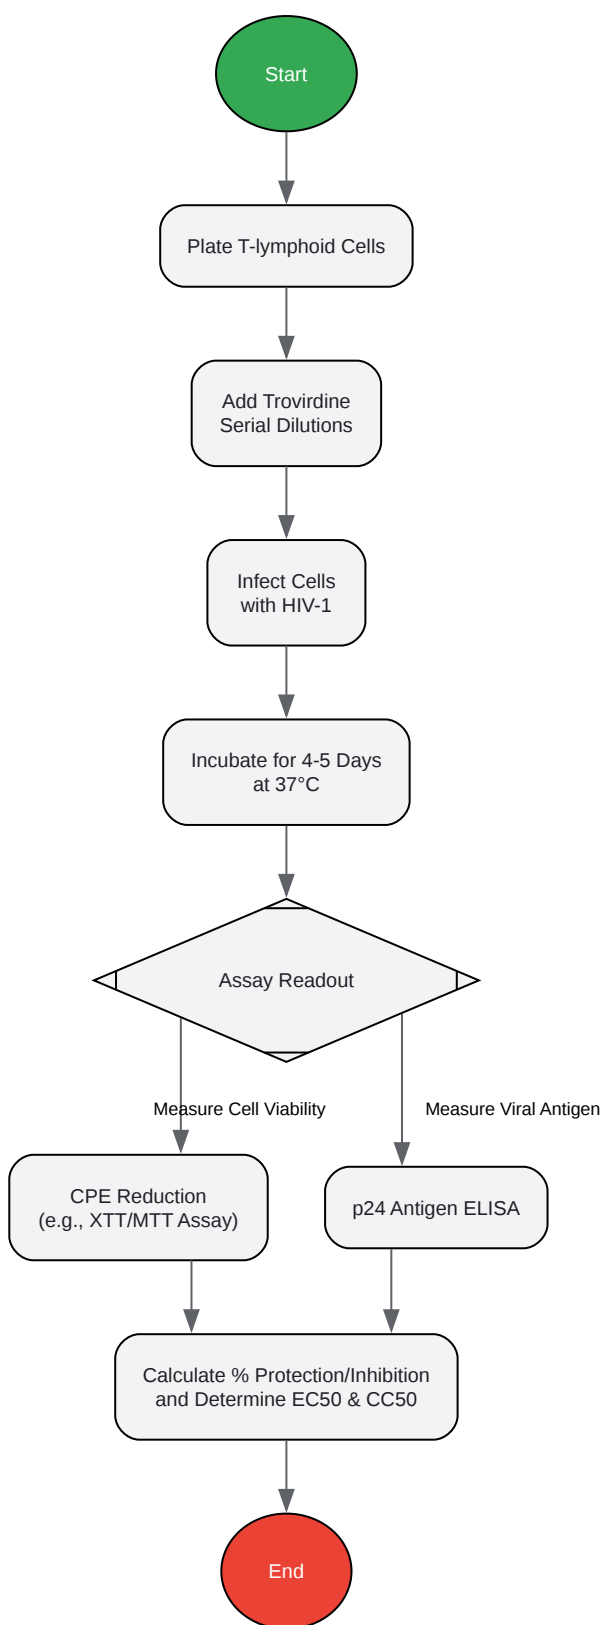 Start
Plate T-lymphoid Cells
Add Trovirdine
Serial Dilutions
Infect Cells
with HIV-1
Incubate for 4-5 Days
at 37°C
Assay Readout
Measure Cell Viability
Measure Viral Antigen
CPE Reduction
(e.g., XTT/MTT Assay)
p24 Antigen ELISA
Calculate % Protection/Inhibition
and Determine EC50 & CC50
End